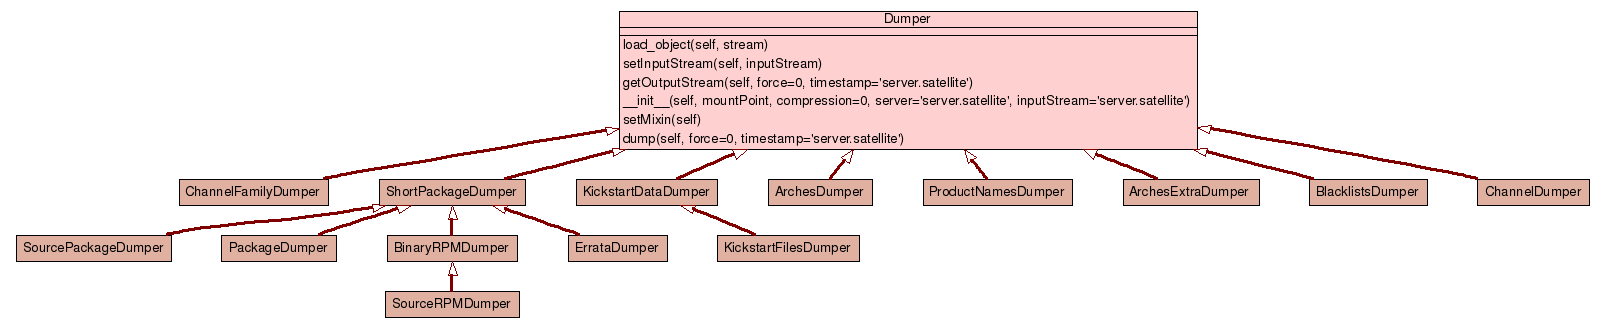 Dumper
load_object(self, stream)
setInputStream(self, inputStream)
getOutputStream(self, force=0, timestamp='server.satellite')
__init__(self, mountPoint, compression=0, server='server.satellite', inputStream='server.satellite')
setMixin(self)
dump(self, force=0, timestamp='server.satellite')
ChannelFamilyDumper ShortPackageDumper KickstartDataDumper ArchesDumper ProductNamesDumper ArchesExtraDumper BlacklistsDumper ChannelDumper
SourcePackageDumper PackageDumper BinaryRPMDumper ErrataDumper KickstartFilesDumper
SourceRPMDumper